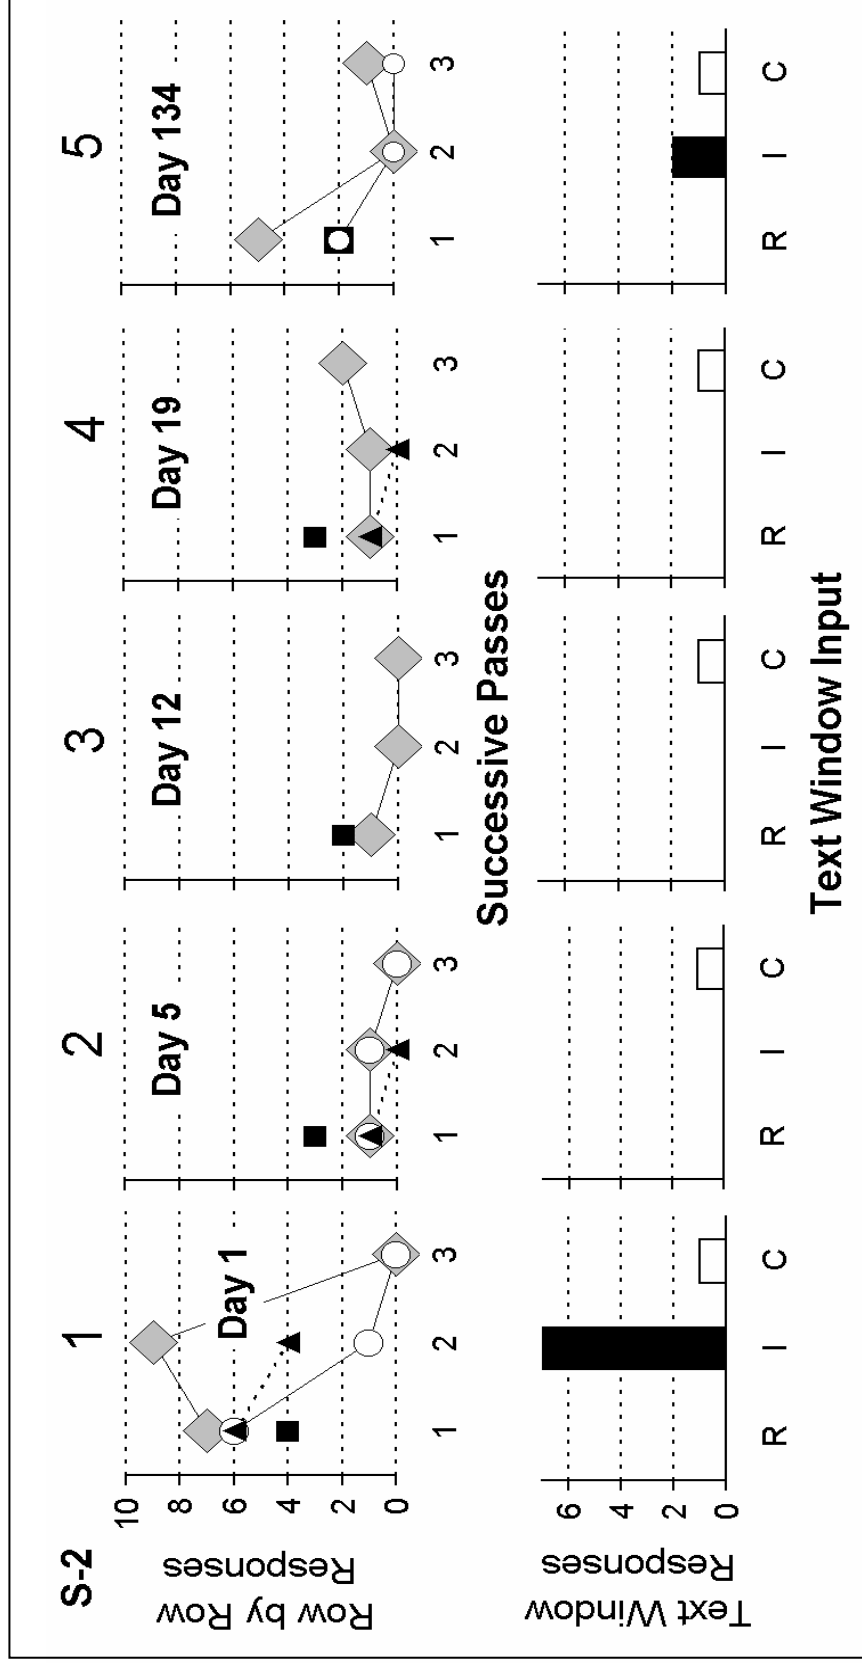 S-2
1 2 3 4 5
Day 1 Day 5 Day 12 Day 19 Day 134
Row by Row
Responses
10
8
6
4
2
0
1 2 3 1 2 3 1 2 3 1 2 3 1 2 3
Successive Passes
Text Window
Responses
6
4
2
0
R I C R I C R I C R I C R I C
Text Window Input